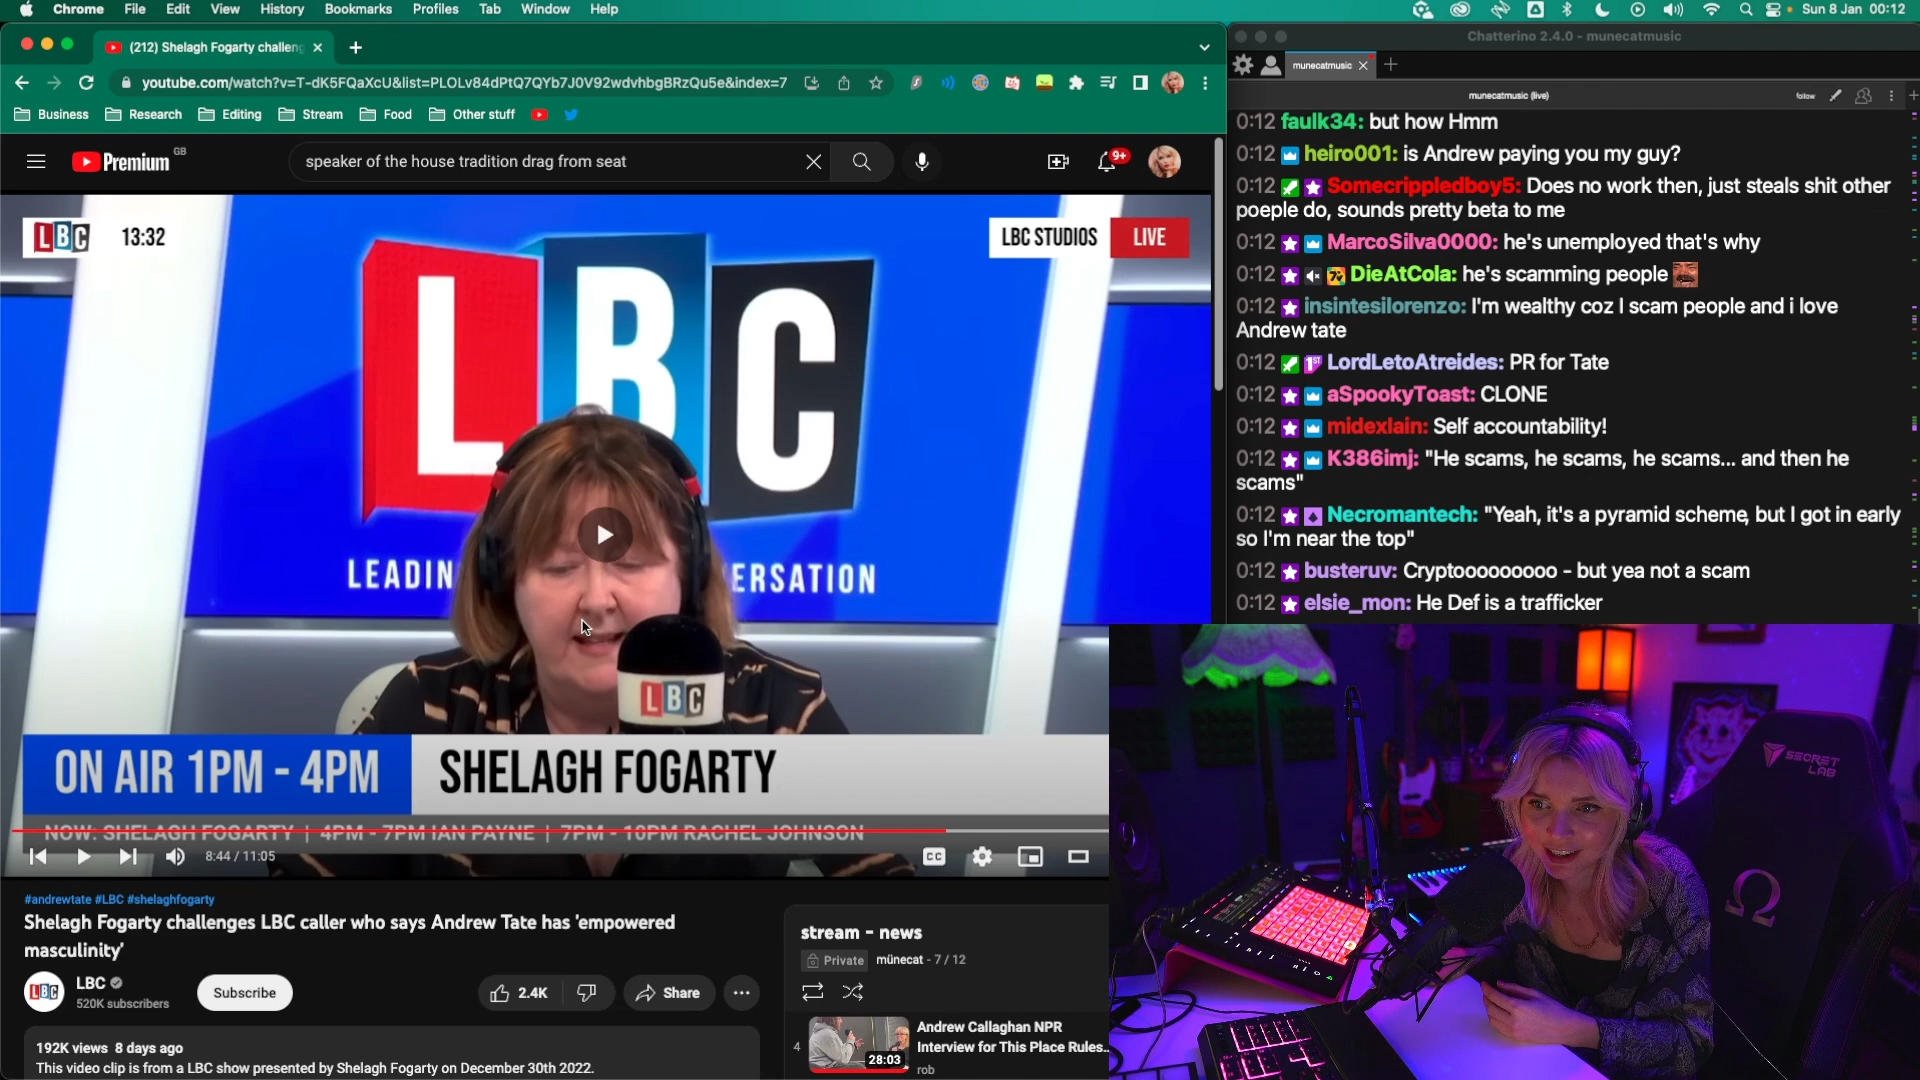 Chrome File Edit View History Bookmarks Profiles Tab Window Help
Sun 8 Jan 00:12
(212) Shelagh Fogarty challeng
youtube.com/watch?v=T-dK5FQaXcU&list=PLOLv84dPtQ7QYb7J0V92wdvhbgBRzQu5e&index=7
Business Research Editing Stream Food Other stuff
Premium GB
speaker of the house tradition drag from seat
9+
LBC 13:32
LBC STUDIOS LIVE
LBC
LEADIN ERSATION
LBC
ON AIR 1PM - 4PM SHELAGH FOGARTY
NOW: SHELAGH FOGARTY | 4PM - 7PM IAN PAYNE | 7PM - 10PM RACHEL JOHNSON
8:44 / 11:05
CC
#andrewtate #LBC #shelaghfogarty
Shelagh Fogarty challenges LBC caller who says Andrew Tate has 'empowered
masculinity'
LBC
LBC
520K subscribers
Subscribe
2.4K
Share
192K views 8 days ago
This video clip is from a LBC show presented by Shelagh Fogarty on December 30th 2022.
stream - news
Private münecat - 7 / 12
4
28:03
Andrew Callaghan NPR
Interview for This Place Rules...
rob
Chatterino 2.4.0 - munecatmusic
munecatmusic
munecatmusic (live)
follow
0:12 faulk34: but how Hmm
0:12 heiro001: is Andrew paying you my guy?
0:12 Somecrippledboy5: Does no work then, just steals shit other
poeple do, sounds pretty beta to me
0:12 MarcoSilva0000: he's unemployed that's why
0:12 DieAtCola: he's scamming people
0:12 insintesilorenzo: I'm wealthy coz I scam people and i love
Andrew tate
0:12 LordLetoAtreides: PR for Tate
0:12 aSpookyToast: CLONE
0:12 midexlain: Self accountability!
0:12 K386imj: "He scams, he scams, he scams... and then he
scams"
0:12 Necromantech: "Yeah, it's a pyramid scheme, but I got in early
so I'm near the top"
0:12 busteruv: Cryptooooooooo - but yea not a scam
0:12 elsie_mon: He Def is a trafficker
SECRET
LAB